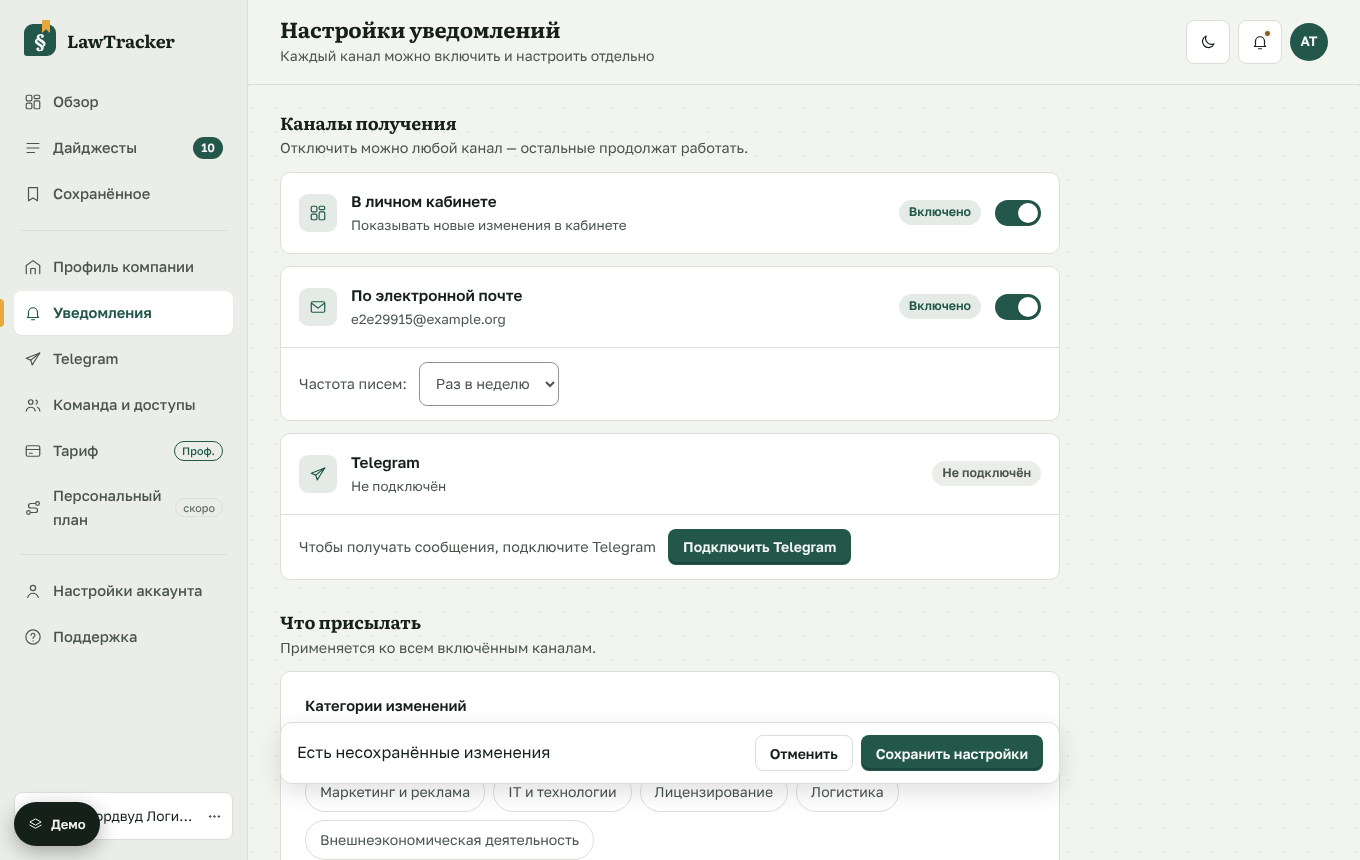 § LawTracker
Обзор
Дайджесты 10
Сохранённое
Профиль компании
Уведомления
Telegram
Команда и доступы
Тариф Проф.
Персональный план скоро
Настройки аккаунта
Поддержка
ордвуд Логи... ...
Демо
Настройки уведомлений
Каждый канал можно включить и настроить отдельно
AT
Каналы получения
Отключить можно любой канал — остальные продолжат работать.
В личном кабинете
Показывать новые изменения в кабинете
Включено
По электронной почте
e2e29915@example.org
Включено
Частота писем: Раз в неделю
Telegram
Не подключён
Не подключён
Чтобы получать сообщения, подключите Telegram Подключить Telegram
Что присылать
Применяется ко всем включённым каналам.
Категории изменений
Есть несохранённые изменения Отменить Сохранить настройки
Маркетинг и реклама IT и технологии Лицензирование Логистика
Внешнеэкономическая деятельность